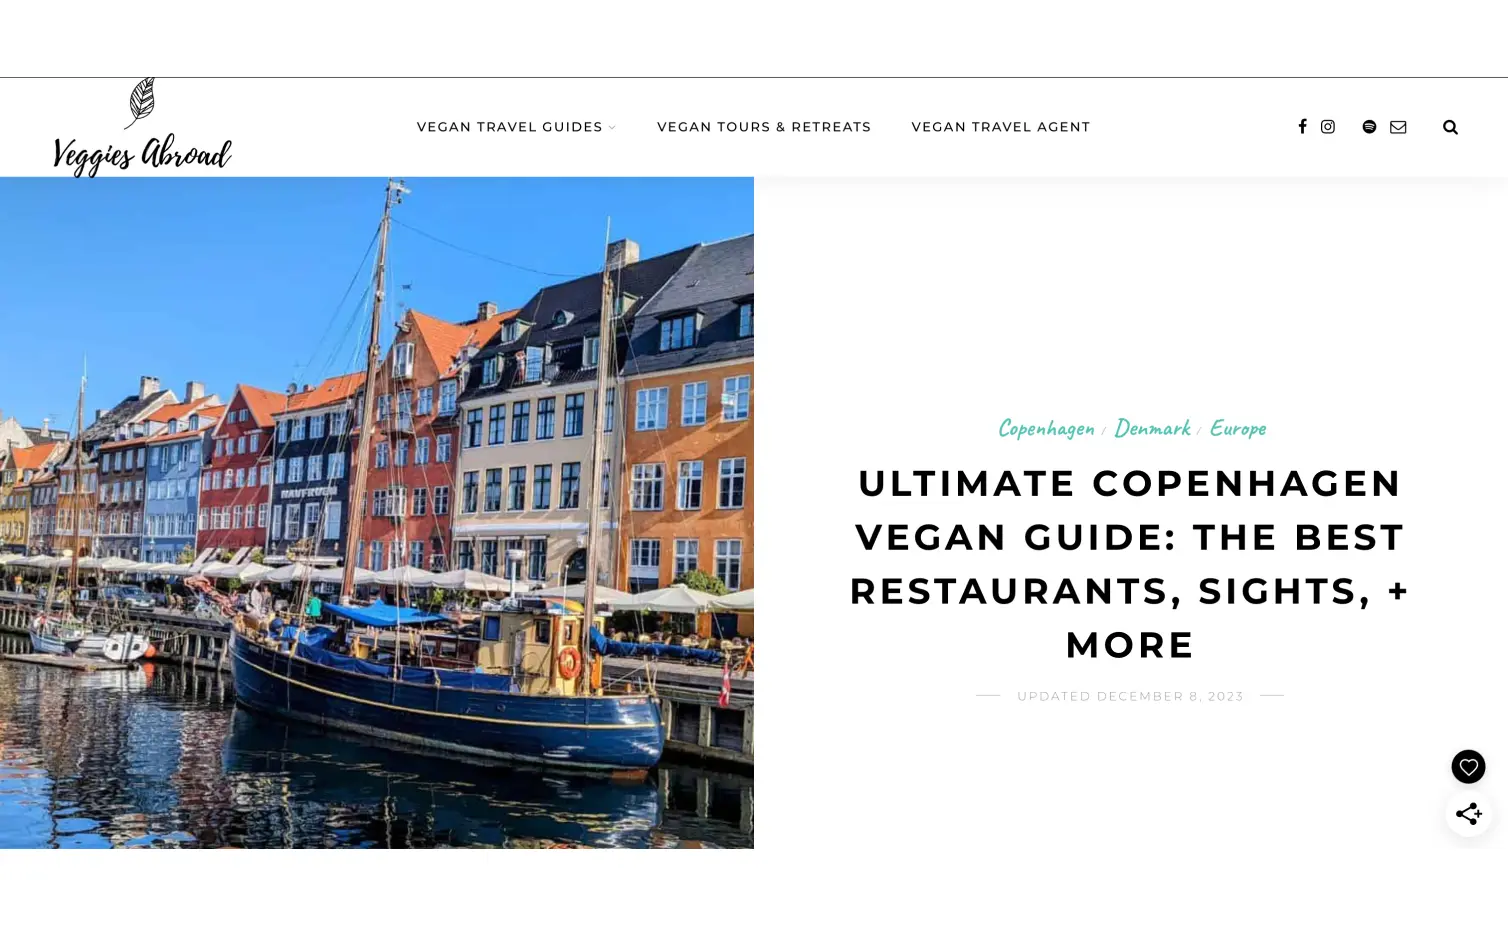 Veggies Abroad
VEGAN TRAVEL GUIDES
VEGAN TOURS & RETREATS
VEGAN TRAVEL AGENT
Copenhagen / Denmark / Europe
ULTIMATE COPENHAGEN
VEGAN GUIDE: THE BEST
RESTAURANTS, SIGHTS, +
MORE
UPDATED DECEMBER 8, 2023